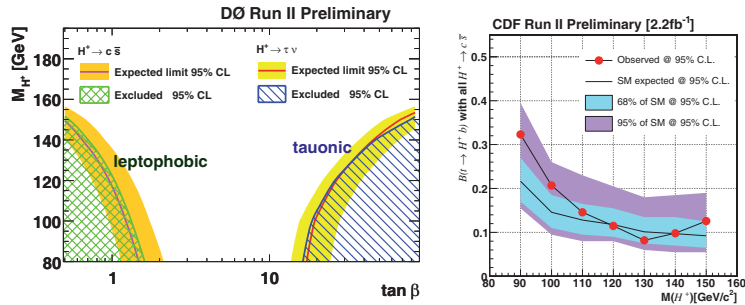 DØ Run II Preliminary
M_H+ [GeV]
H⁺→ c s̅
H⁺→ τ ν
Expected limit 95% CL
Expected limit 95% CL
Excluded 95% CL
Excluded 95% CL
leptophobic
tauonic
180
160
140
120
100
80
1
10
tan β
CDF Run II Preliminary [2.2fb⁻¹]
B(t → H⁺ b) with all H⁺ → c s̅
Observed @ 95% C.L.
SM expected @ 95% C.L.
68% of SM @ 95% C.L.
95% of SM @ 95% C.L.
0.5
0.4
0.3
0.2
0.1
0
80 90 100 110 120 130 140 150 160
M(H⁺)[GeV/c²]